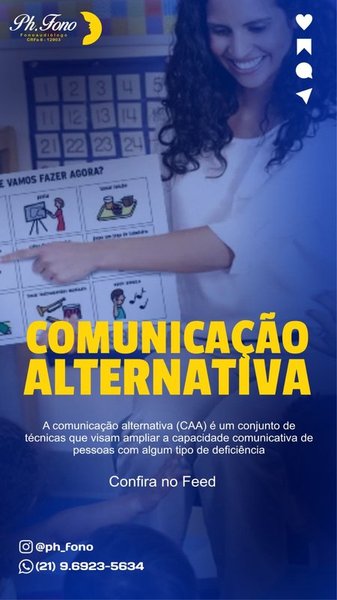 Ph.Fono
Fonoaudióloga
E VAMOS FAZER AGORA?
COMUNICAÇÃO
ALTERNATIVA
A comunicação alternativa (CAA) é um conjunto de
técnicas que visam ampliar a capacidade comunicativa de
pessoas com algum tipo de deficiência
Confira no Feed
@ph_fono
(21) 9.6923-5634